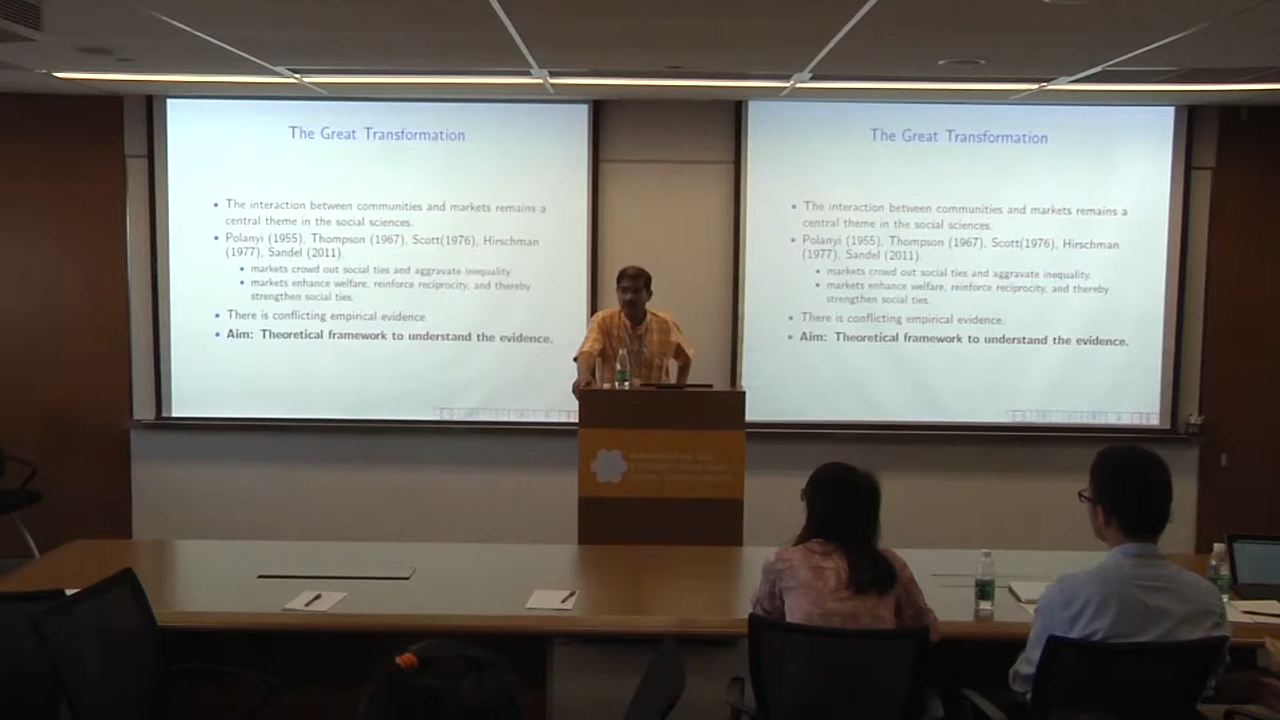 The Great Transformation
The interaction between communities and markets remains a
central theme in the social sciences.
Polanyi (1955), Thompson (1967), Scott(1976), Hirschman
(1977), Sandel (2011).
markets crowd out social ties and aggravate inequality.
markets enhance welfare, reinforce reciprocity, and thereby
strengthen social ties.
There is conflicting empirical evidence.
Aim: Theoretical framework to understand the evidence.
The Great Transformation
The interaction between communities and markets remains a
central theme in the social sciences.
Polanyi (1955), Thompson (1967), Scott(1976), Hirschman
(1977), Sandel (2011).
markets crowd out social ties and aggravate inequality.
markets enhance welfare, reinforce reciprocity, and thereby
strengthen social ties.
There is conflicting empirical evidence.
Aim: Theoretical framework to understand the evidence.